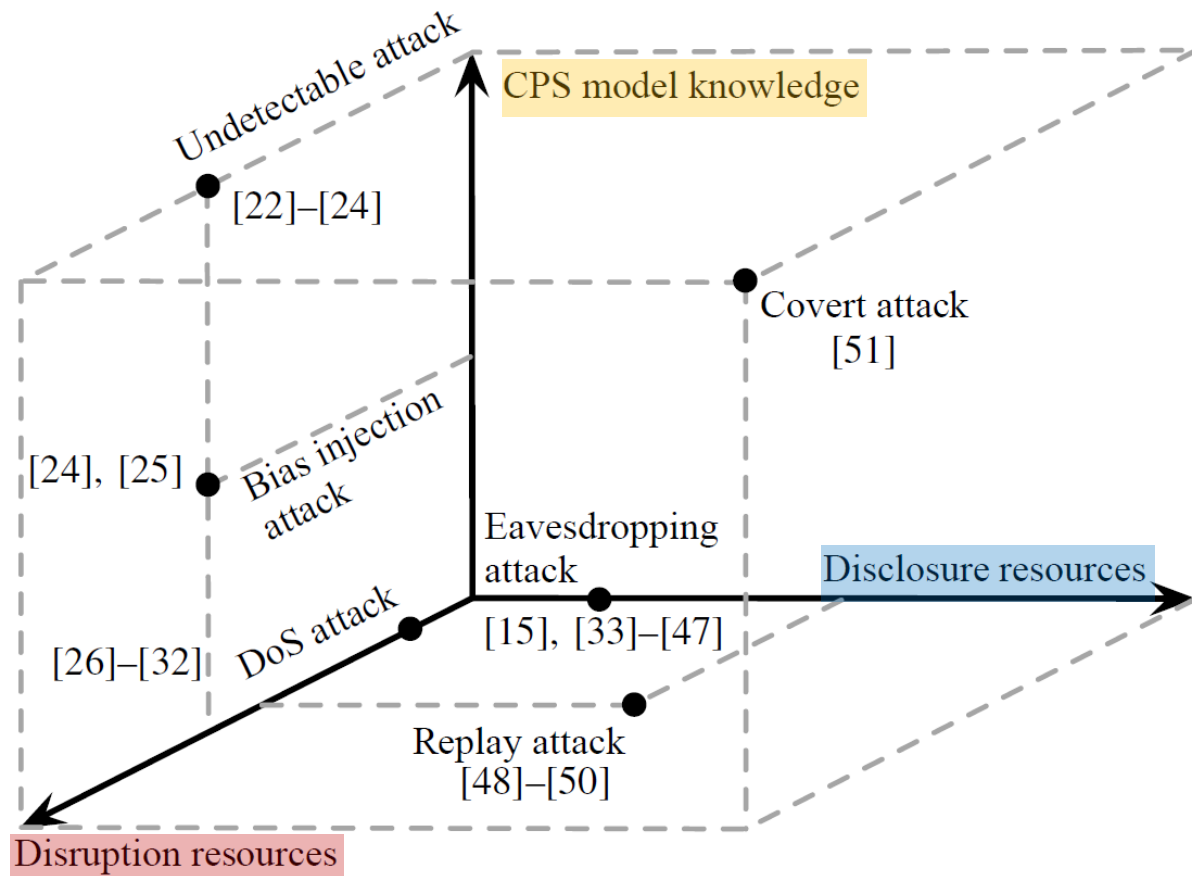 Undetectable attack
CPS model knowledge
[22]–[24]
Covert attack
[51]
Bias injection
attack
[24], [25]
Eavesdropping
attack
Disclosure resources
[15], [33]–[47]
DoS attack
[26]–[32]
Replay attack
[48]–[50]
Disruption resources